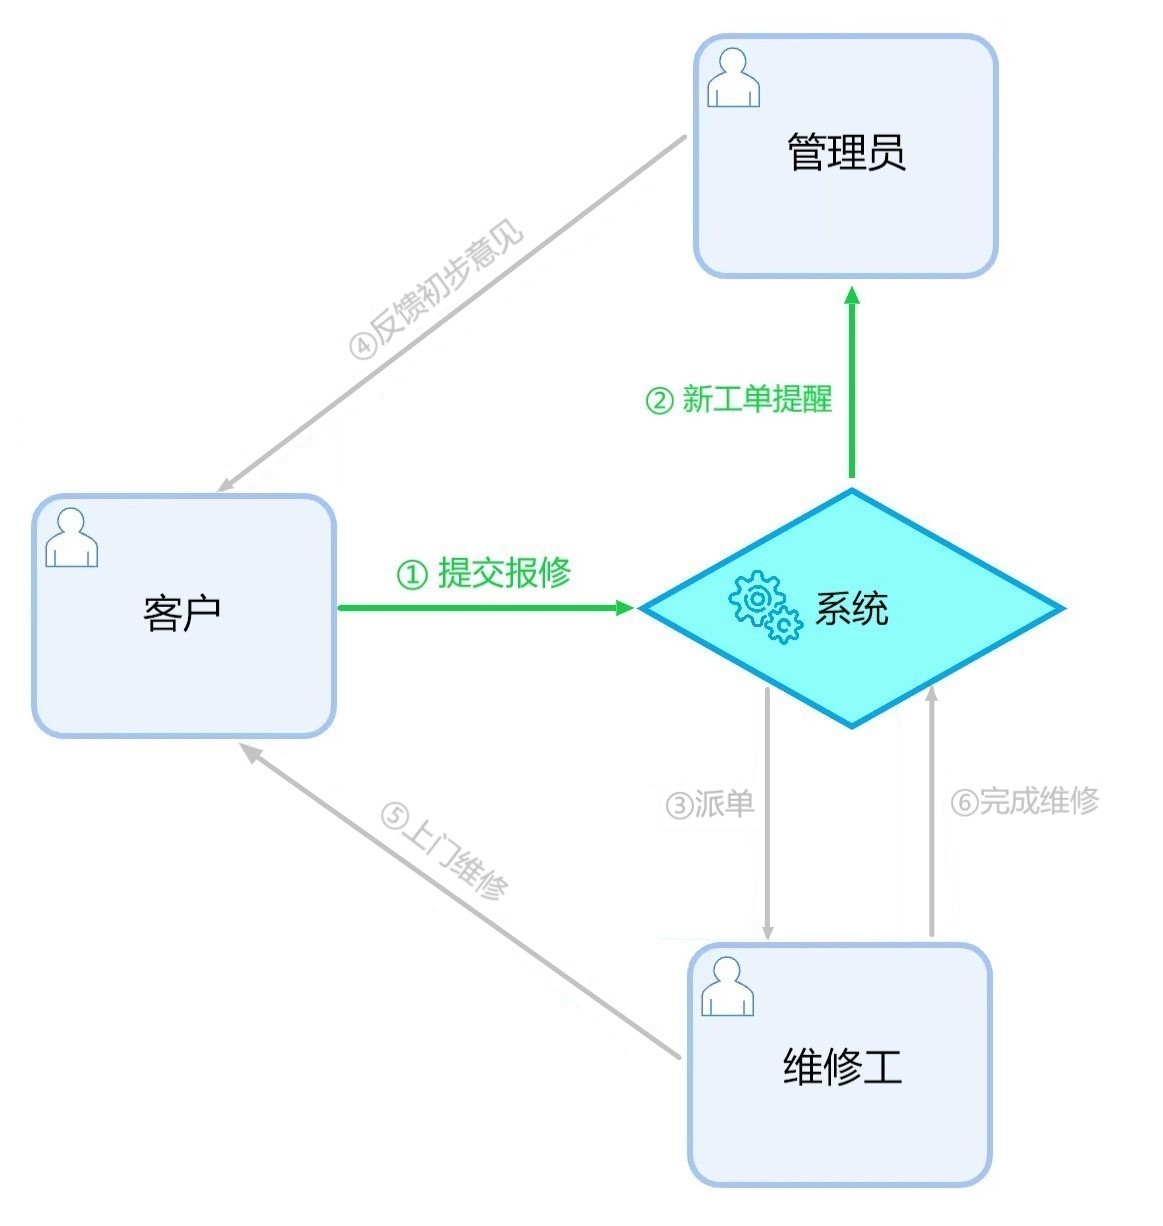 管理员
④反馈初步意见
② 新工单提醒
① 提交报修
客户
系统
③派单
⑥完成维修
⑤上门维修
维修工